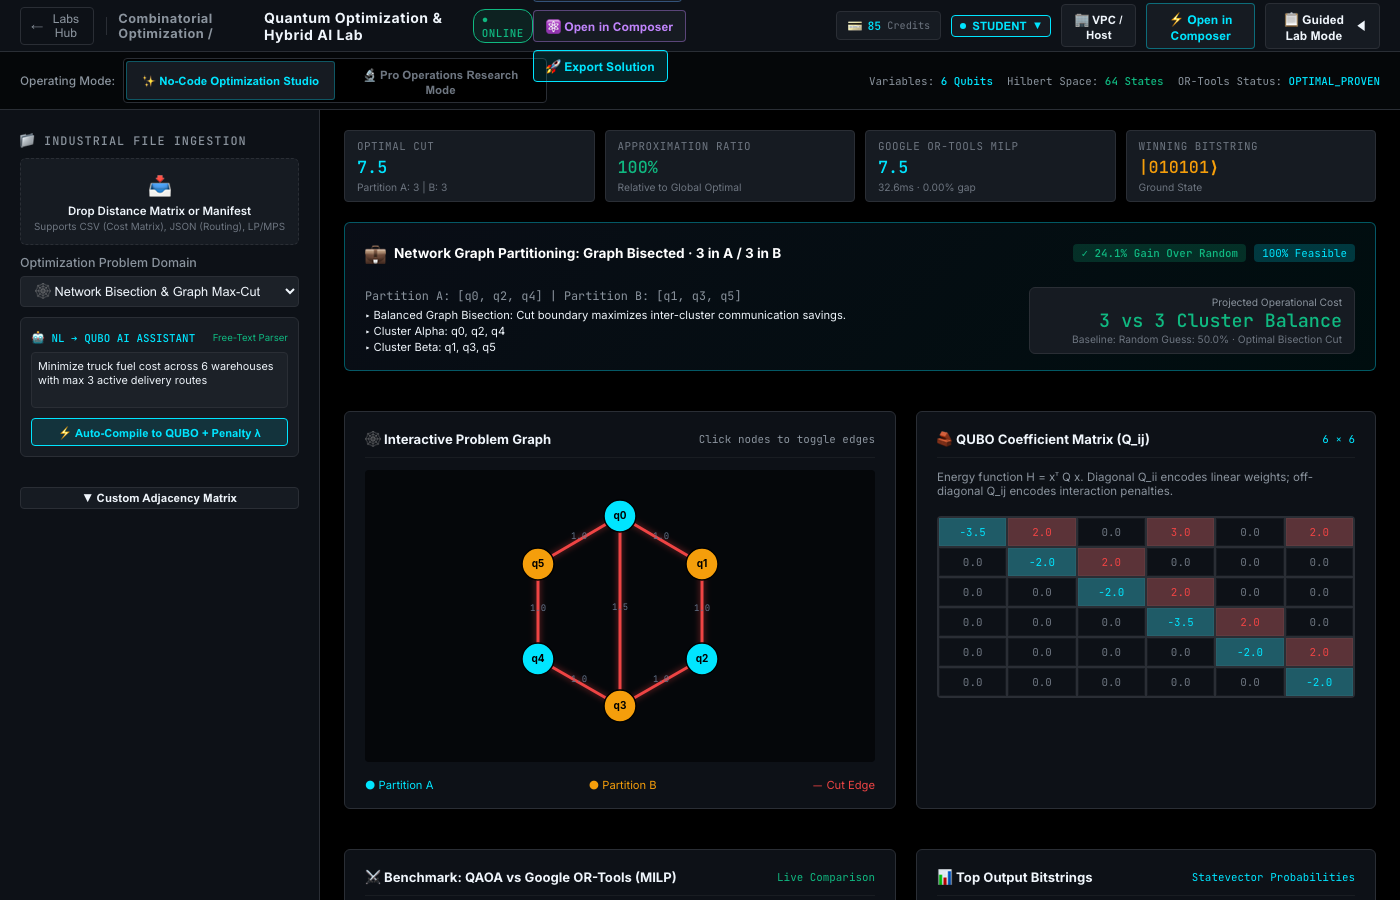 ← Labs Hub
Combinatorial Optimization /
Quantum Optimization & Hybrid AI Lab
● ONLINE
⚛ Open in Composer
🚀 Export Solution
💳 85 Credits
● STUDENT ▼
🏢 VPC / Host
⚡ Open in Composer
📋 Guided Lab Mode ◀
Operating Mode:
✨ No-Code Optimization Studio
🔬 Pro Operations Research Mode
Variables: 6 Qubits
Hilbert Space: 64 States
OR-Tools Status: OPTIMAL_PROVEN
📁 INDUSTRIAL FILE INGESTION
📥
Drop Distance Matrix or Manifest
Supports CSV (Cost Matrix), JSON (Routing), LP/MPS
Optimization Problem Domain
🕸 Network Bisection & Graph Max-Cut
🤖 NL → QUBO AI ASSISTANT
Free-Text Parser
Minimize truck fuel cost across 6 warehouses
with max 3 active delivery routes
⚡ Auto-Compile to QUBO + Penalty λ
▼ Custom Adjacency Matrix
OPTIMAL CUT
7.5
Partition A: 3 | B: 3
APPROXIMATION RATIO
100%
Relative to Global Optimal
GOOGLE OR-TOOLS MILP
7.5
32.6ms · 0.00% gap
WINNING BITSTRING
|010101⟩
Ground State
💼 Network Graph Partitioning: Graph Bisected · 3 in A / 3 in B
✓ 24.1% Gain Over Random
100% Feasible
Partition A: [q0, q2, q4] | Partition B: [q1, q3, q5]
▸ Balanced Graph Bisection: Cut boundary maximizes inter-cluster communication savings.
▸ Cluster Alpha: q0, q2, q4
▸ Cluster Beta: q1, q3, q5
Projected Operational Cost
3 vs 3 Cluster Balance
Baseline: Random Guess: 50.0% · Optimal Bisection Cut
🕸 Interactive Problem Graph
Click nodes to toggle edges
q0
1.0 1.0
q5 q1
1.0 1.5 1.0
q4 q2
1.0 1.0
q3
● Partition A
● Partition B
— Cut Edge
QUBO Coefficient Matrix (Q_ij)
6 × 6
Energy function H = xᵀ Q x. Diagonal Q_ii encodes linear weights; off-
diagonal Q_ij encodes interaction penalties.
-3.5 2.0 0.0 3.0 0.0 2.0
0.0 -2.0 2.0 0.0 0.0 0.0
0.0 0.0 -2.0 2.0 0.0 0.0
0.0 0.0 0.0 -3.5 2.0 0.0
0.0 0.0 0.0 0.0 -2.0 2.0
0.0 0.0 0.0 0.0 0.0 -2.0
⚔ Benchmark: QAOA vs Google OR-Tools (MILP)
Live Comparison
📊 Top Output Bitstrings
Statevector Probabilities